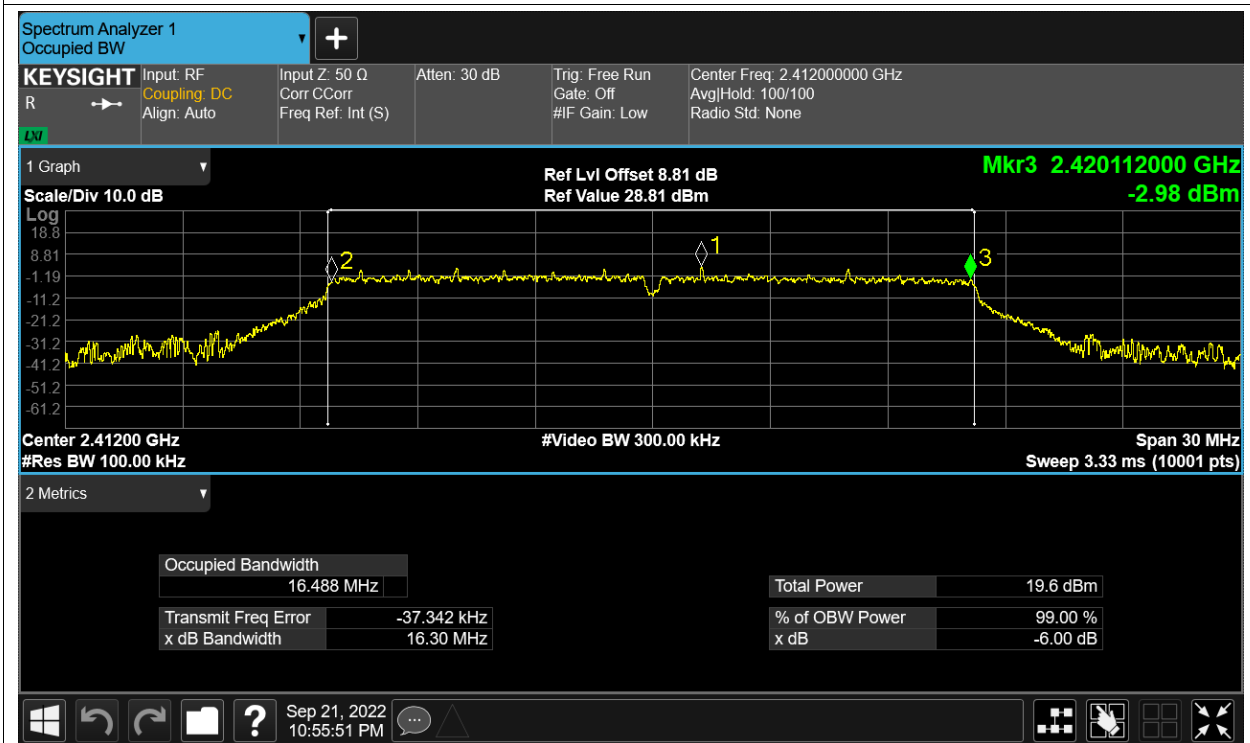 Spectrum Analyzer 1
Occupied BW
KEYSIGHT
R
LXI
Input: RF
Coupling: DC
Align: Auto
Input Z: 50 Ω
Corr CCorr
Freq Ref: Int (S)
Atten: 30 dB
Trig: Free Run
Gate: Off
#IF Gain: Low
Center Freq: 2.412000000 GHz
Avg|Hold: 100/100
Radio Std: None
1 Graph
Scale/Div 10.0 dB
Ref Lvl Offset 8.81 dB
Ref Value 28.81 dBm
Mkr3 2.420112000 GHz
-2.98 dBm
Log
18.8
8.81
-1.19
-11.2
-21.2
-31.2
-41.2
-51.2
-61.2
2
1
3
Center 2.41200 GHz
#Res BW 100.00 kHz
#Video BW 300.00 kHz
Span 30 MHz
Sweep 3.33 ms (10001 pts)
2 Metrics
Occupied Bandwidth
16.488 MHz
Transmit Freq Error -37.342 kHz
x dB Bandwidth 16.30 MHz
Total Power 19.6 dBm
% of OBW Power 99.00 %
x dB -6.00 dB
?
Sep 21, 2022
10:55:51 PM